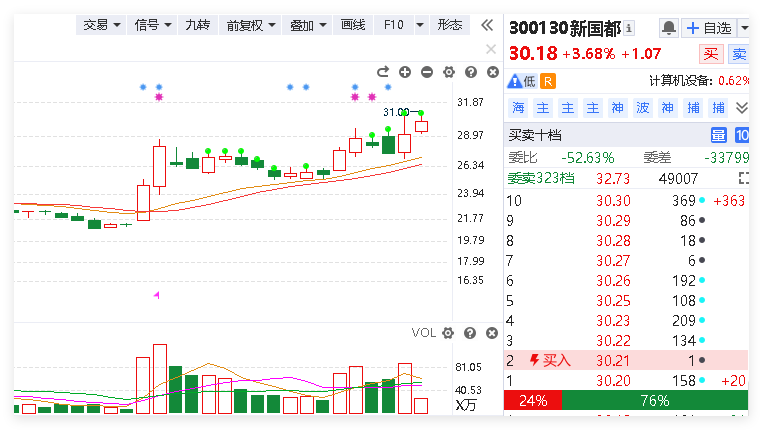 交易 信号 九转 前复权 叠加 画线 F10 形态
300130新国都
自选
30.18 +3.68% +1.07
买 卖
低 R 计算机设备: 0.62%
海 主 主 主 神 波 神 捕 捕
买卖十档
量 10
委比 -52.63% 委差 -33799
委卖323档 32.73 49007
10 30.30 369 +363
9 30.29 86
8 30.28 18
7 30.27 6
6 30.26 192
5 30.25 108
4 30.23 209
3 30.22 134
2 买入 30.21 1
1 30.20 158 +20
24% 76%
31.00
31.87
28.97
26.34
23.94
21.77
19.79
17.99
16.35
VOL
81.05
40.53
X万